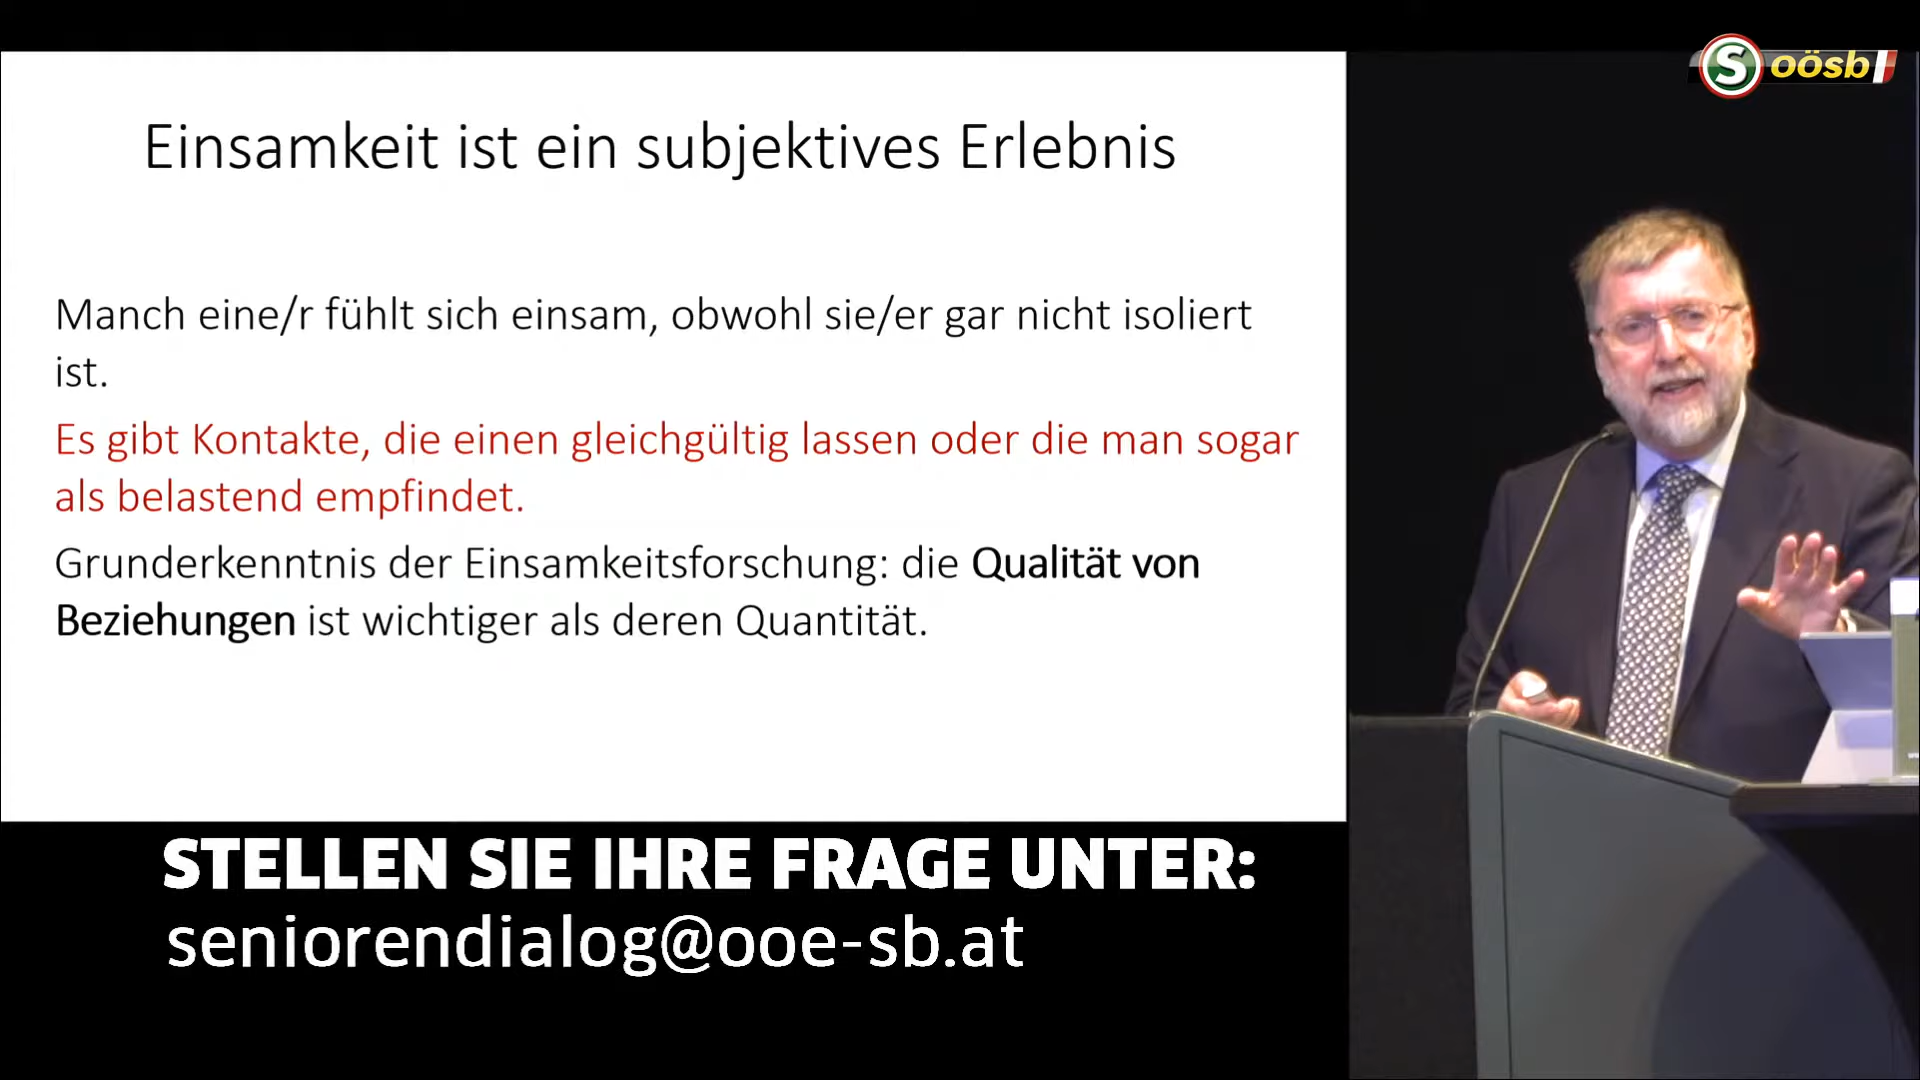 S oösb
Einsamkeit ist ein subjektives Erlebnis
Manch eine/r fühlt sich einsam, obwohl sie/er gar nicht isoliert
ist.
Es gibt Kontakte, die einen gleichgültig lassen oder die man sogar
als belastend empfindet.
Grunderkenntnis der Einsamkeitsforschung: die Qualität von
Beziehungen ist wichtiger als deren Quantität.
STELLEN SIE IHRE FRAGE UNTER:
seniorendialog@ooe-sb.at